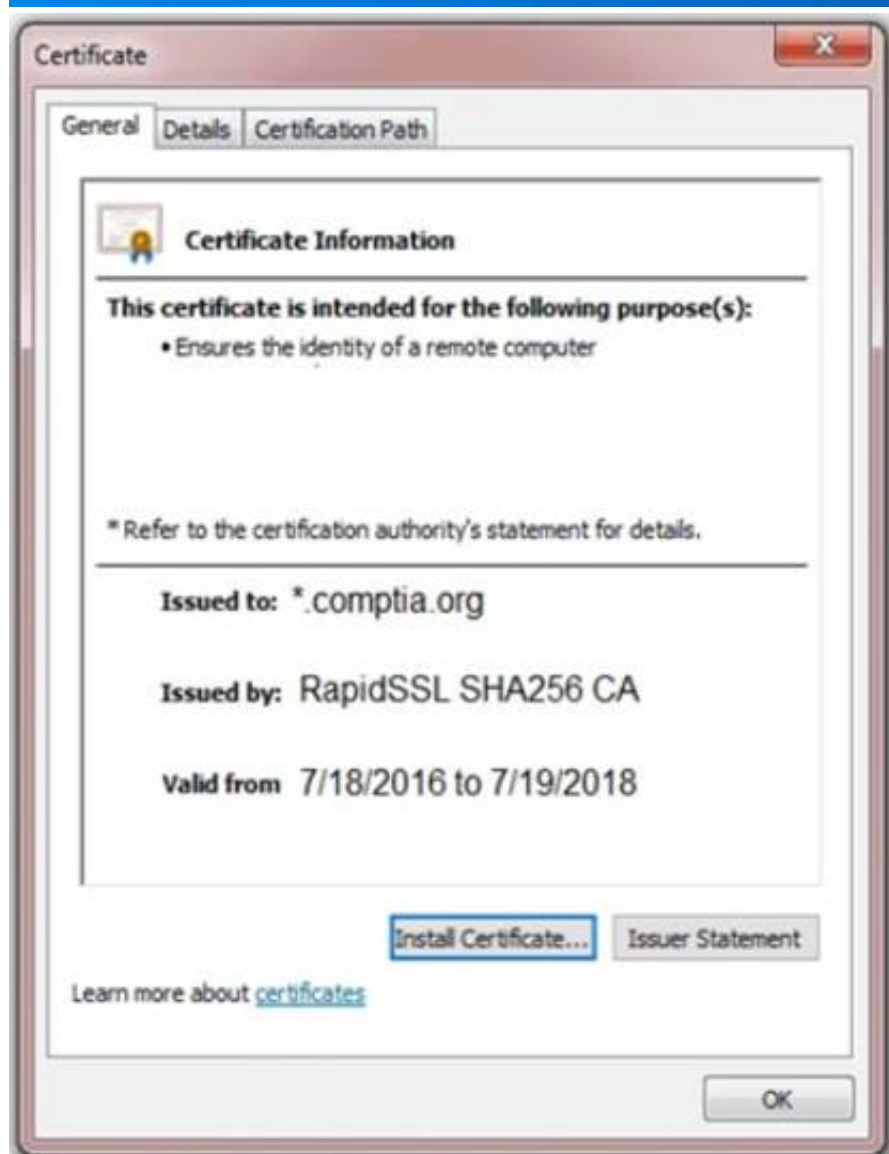 Certificate
General Details Certification Path
Certificate Information
This certificate is intended for the following purpose(s):
• Ensures the identity of a remote computer
* Refer to the certification authority's statement for details.
Issued to: *.comptia.org
Issued by: RapidSSL SHA256 CA
Valid from 7/18/2016 to 7/19/2018
Install Certificate... Issuer Statement
Learn more about certificates
OK